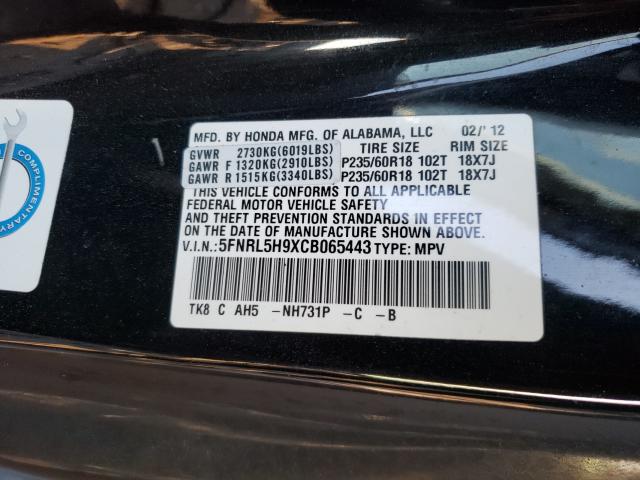 MFD. BY HONDA MFG. OF ALABAMA, LLC 02/'12
GVWR 2730KG(6019LBS) TIRE SIZE RIM SIZE
GAWR F 1320KG(2910LBS) P235/60R18 102T 18X7J
GAWR R 1515KG(3340LBS) P235/60R18 102T 18X7J
THIS VEHICLE CONFORMS TO ALL APPLICABLE
FEDERAL MOTOR VEHICLE SAFETY
AND THEFT PREVENTION STANDARDS IN EFFECT
ON THE DATE OF MANUFACTURE SHOWN ABOVE.
V.I.N.: 5FNRL5H9XCB065443 TYPE: MPV
TK8 C AH5 -NH731P -C -B
COMPLIMENTARY